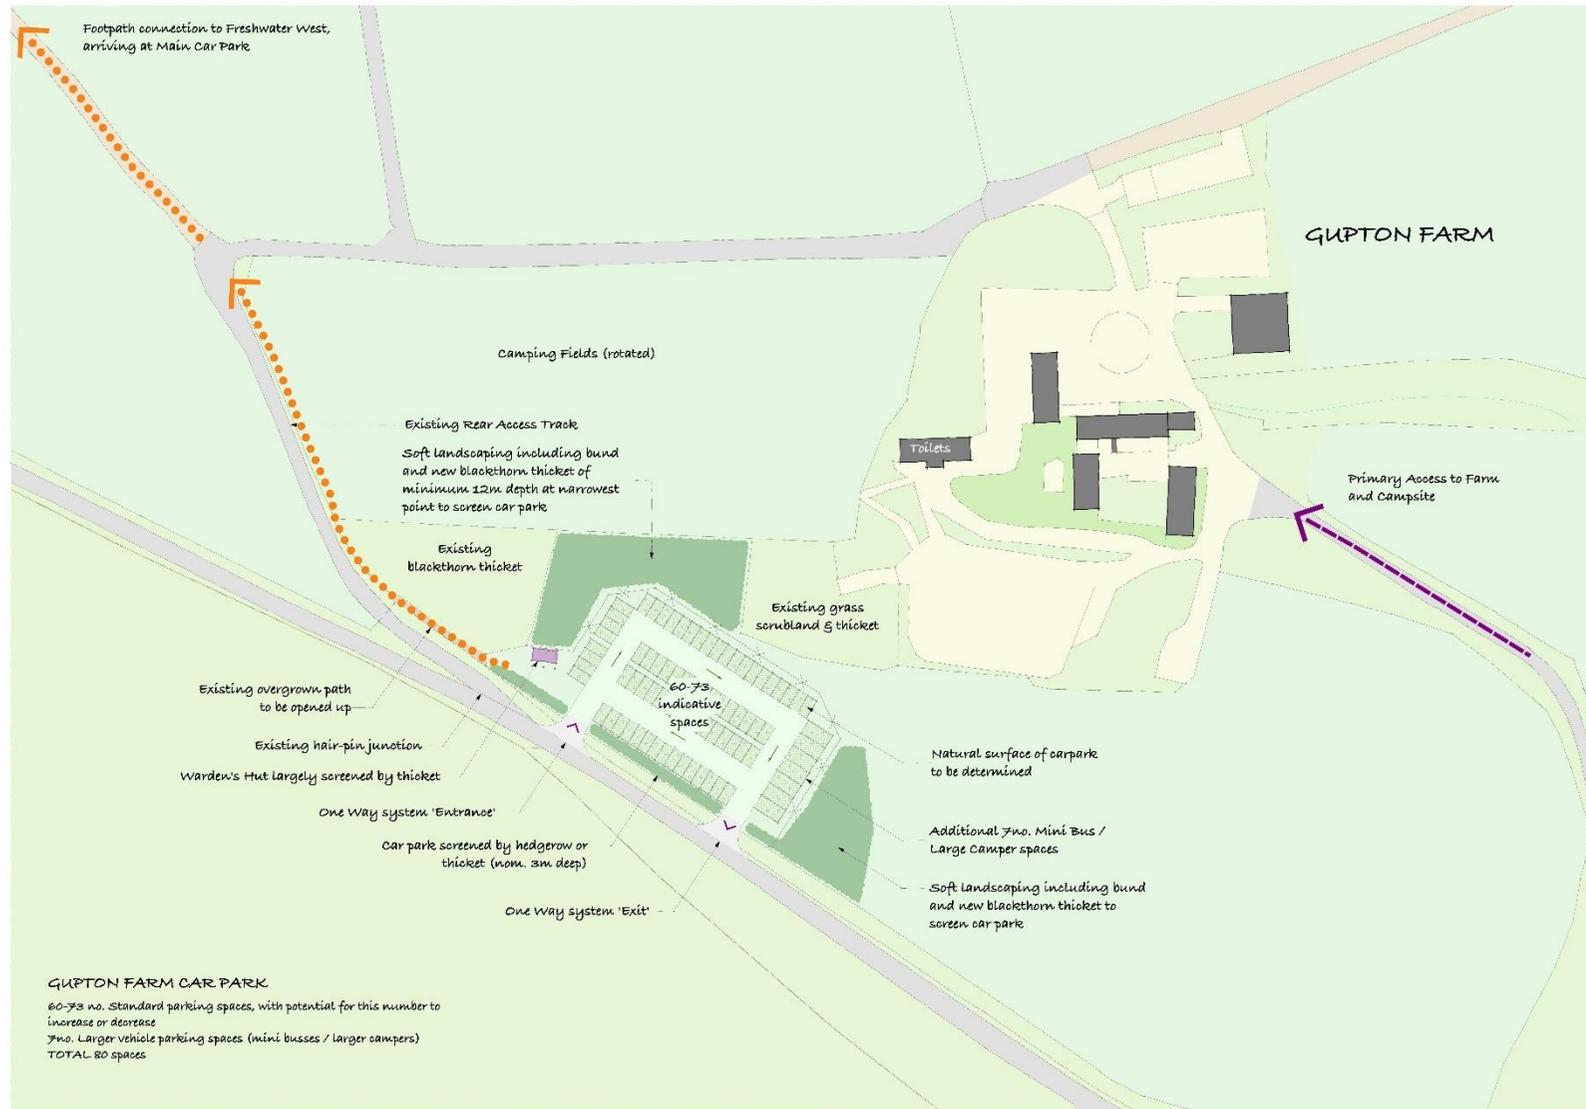 Footpath connection to Freshwater West,
arriving at Main Car Park
GUPTON FARM
Camping Fields (rotated)
Existing Rear Access Track
Toilets
Soft landscaping including bund
and new blackthorn thicket of
minimum 12m depth at narrowest
point to screen car park
Primary Access to Farm
and Campsite
Existing
blackthorn thicket
Existing grass
scrubland & thicket
60-73
indicative
spaces
Existing overgrown path
to be opened up
Existing hair-pin junction
Warden's Hut largely screened by thicket
One Way system 'Entrance'
Car park screened by hedgerow or
thicket (nom. 3m deep)
One Way system 'Exit'
Natural surface of carpark
to be determined
Additional 7no. Mini Bus /
Large Camper spaces
Soft landscaping including bund
and new blackthorn thicket to
screen car park
GUPTON FARM CAR PARK
60-73 no. Standard parking spaces, with potential for this number to
increase or decrease
7no. Larger vehicle parking spaces (mini busses / larger campers)
TOTAL 80 spaces